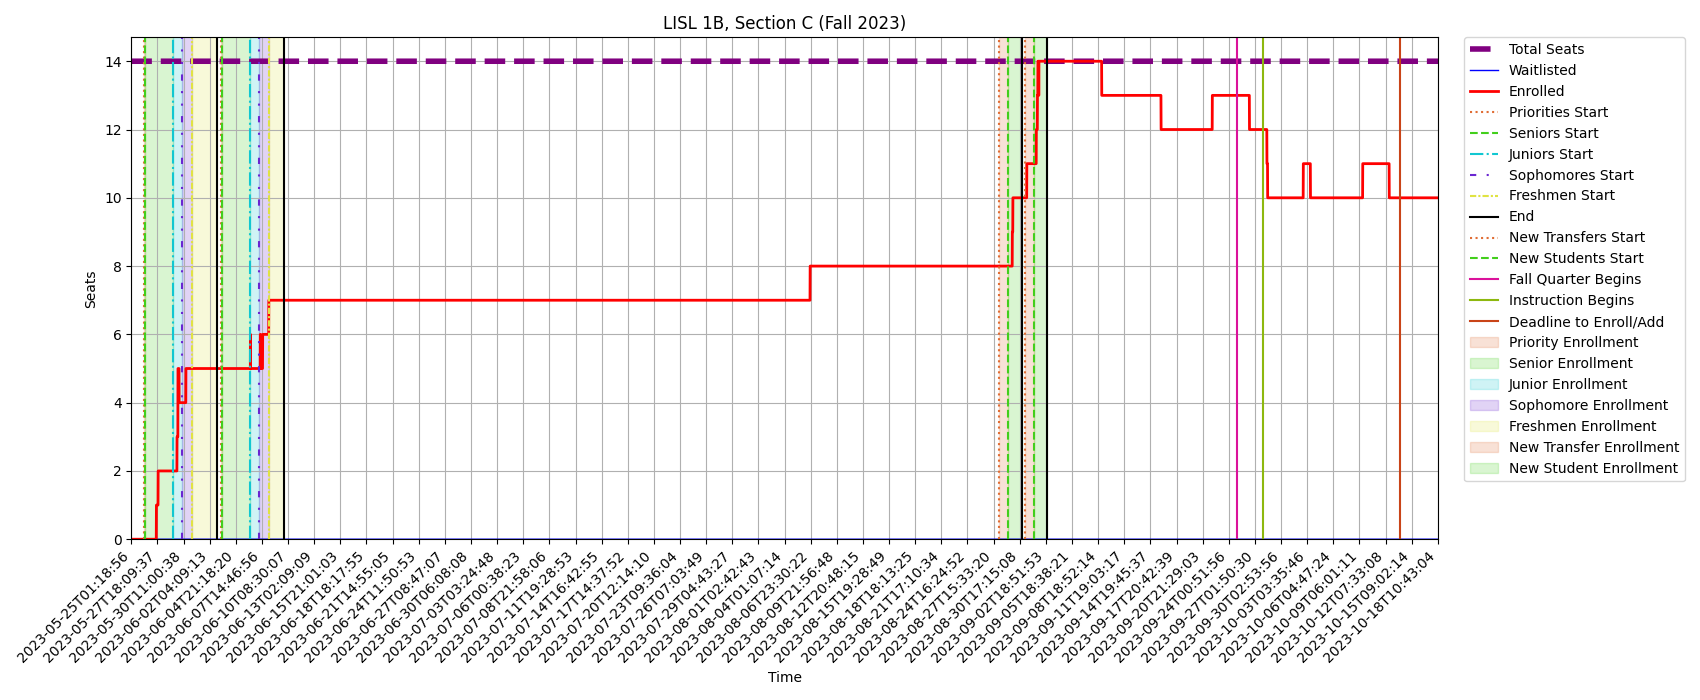 LISL 1B, Section C (Fall 2023)
Seats
14
12
10
8
6
4
2
0
2023-05-25T01:18:56
2023-05-27T18:09:37
2023-05-30T11:00:38
2023-06-02T04:09:13
2023-06-04T21:18:20
2023-06-07T14:46:56
2023-06-10T08:30:07
2023-06-13T02:09:09
2023-06-15T21:01:03
2023-06-18T18:17:55
2023-06-21T14:55:05
2023-06-24T11:50:53
2023-06-27T08:47:07
2023-06-30T06:08:08
2023-07-03T03:24:48
2023-07-06T00:38:23
2023-07-08T21:58:06
2023-07-11T19:28:53
2023-07-14T16:42:55
2023-07-17T14:37:52
2023-07-20T12:14:10
2023-07-23T09:36:04
2023-07-26T07:03:49
2023-07-29T04:43:27
2023-08-01T02:42:43
2023-08-04T01:07:14
2023-08-06T23:30:22
2023-08-09T21:56:48
2023-08-12T20:48:15
2023-08-15T19:28:49
2023-08-18T18:13:25
2023-08-21T17:10:34
2023-08-24T16:24:52
2023-08-27T15:33:20
2023-08-30T17:15:08
2023-09-02T18:51:53
2023-09-05T18:38:21
2023-09-08T18:52:14
2023-09-11T19:03:17
2023-09-14T19:45:37
2023-09-17T20:42:39
2023-09-20T21:29:03
2023-09-24T00:51:56
2023-09-27T01:50:30
2023-09-30T02:53:56
2023-10-03T03:35:46
2023-10-06T04:47:24
2023-10-09T06:01:11
2023-10-12T07:33:08
2023-10-15T09:02:14
2023-10-18T10:43:04
Time
Total Seats
Waitlisted
Enrolled
Priorities Start
Seniors Start
Juniors Start
Sophomores Start
Freshmen Start
End
New Transfers Start
New Students Start
Fall Quarter Begins
Instruction Begins
Deadline to Enroll/Add
Priority Enrollment
Senior Enrollment
Junior Enrollment
Sophomore Enrollment
Freshmen Enrollment
New Transfer Enrollment
New Student Enrollment